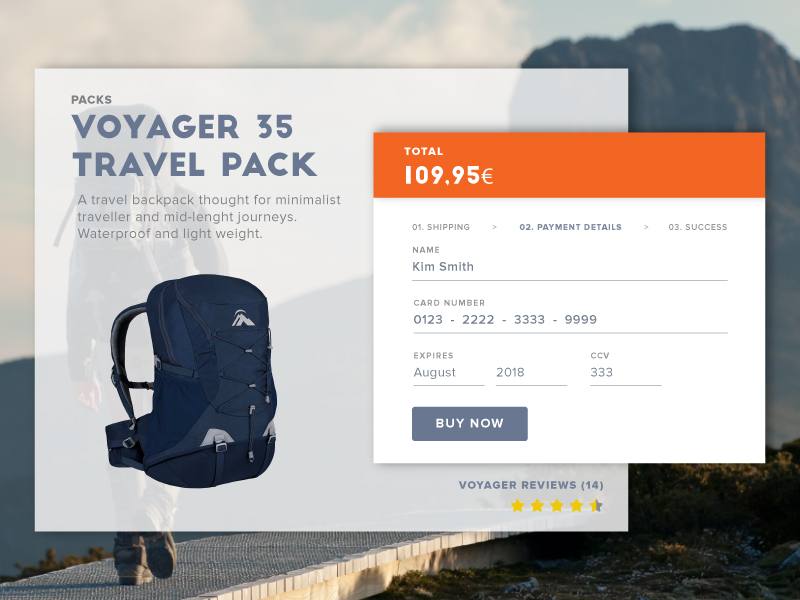 PACKS
VOYAGER 35
TRAVEL PACK
A travel backpack thought for minimalist
traveller and mid-lenght journeys.
Waterproof and light weight.
TOTAL
109,95€
01. SHIPPING > 02. PAYMENT DETAILS > 03. SUCCESS
NAME
Kim Smith
CARD NUMBER
0123 - 2222 - 3333 - 9999
EXPIRES CCV
August 2018 333
BUY NOW
VOYAGER REVIEWS (14)